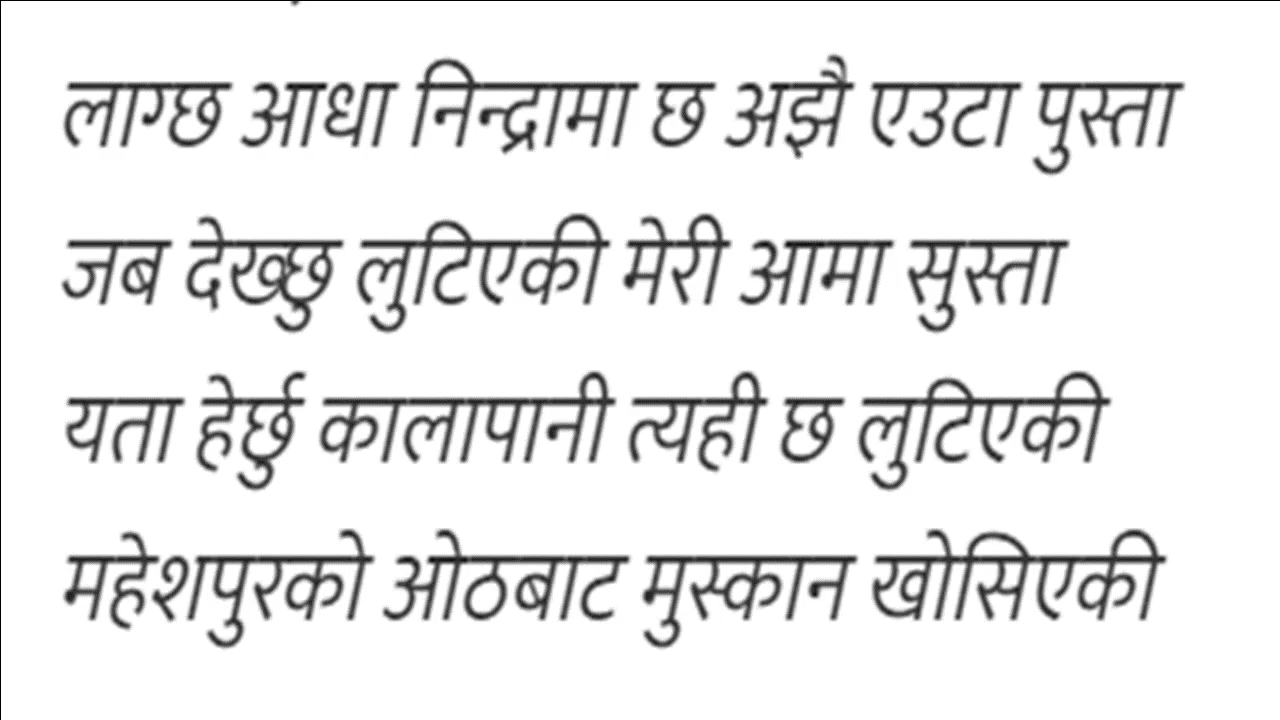 लाग्छ आधा निन्द्रामा छ अझै एउटा पुस्ता
जब देख्छु लुटिएकी मेरी आमा सुस्ता
यता हेर्छु कालापानी त्यही छ लुटिएकी
महेशपुरको ओठबाट मुस्कान खोसिएकी